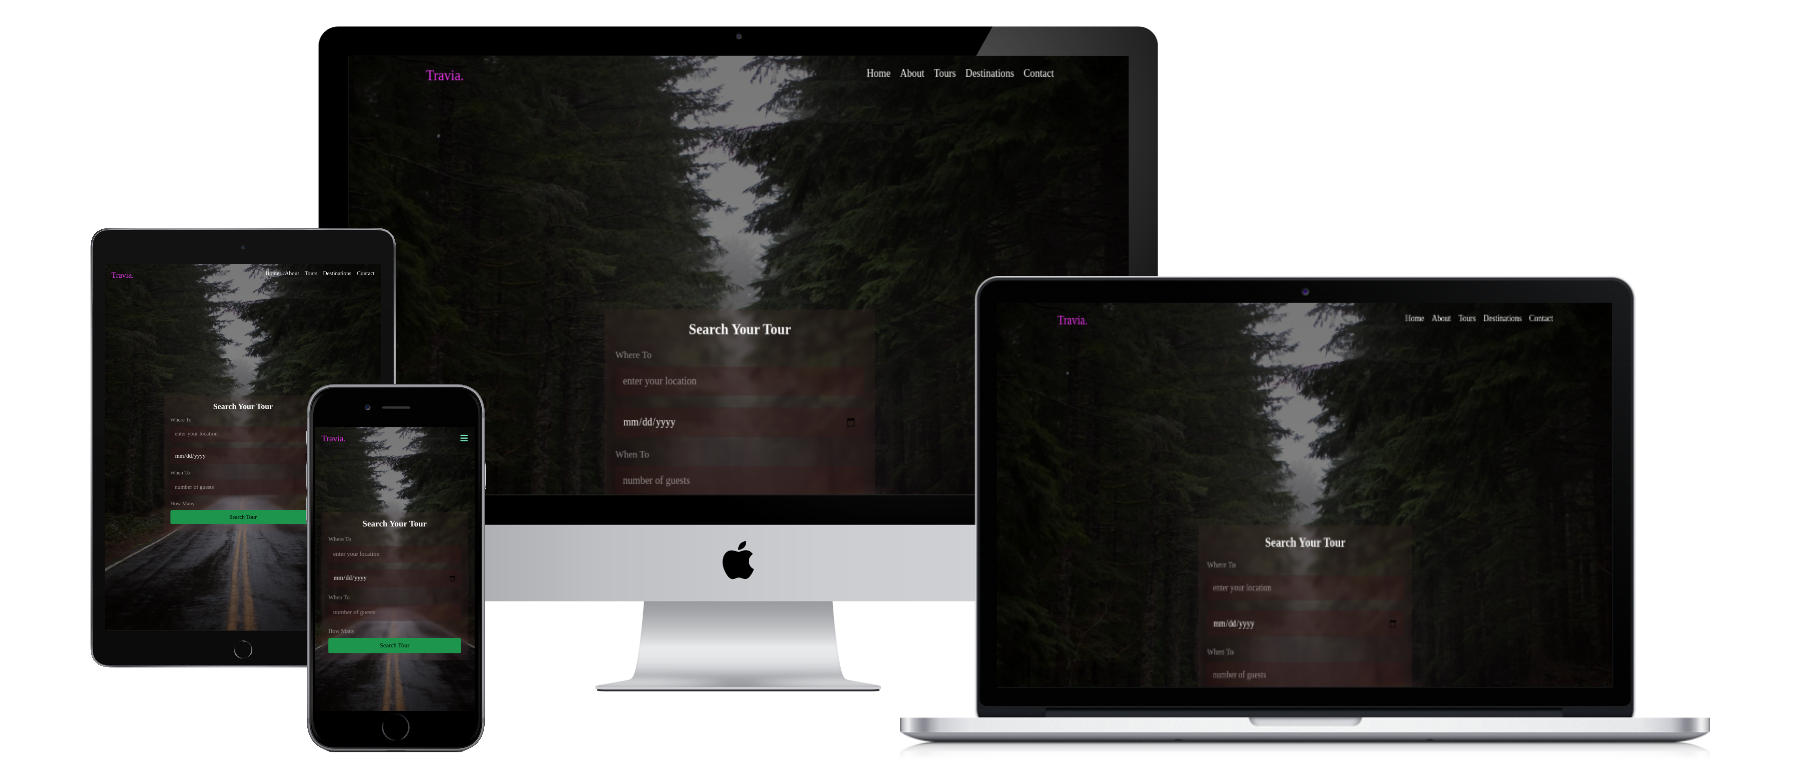 Travia.
Home About Tours Destinations Contact
Search Your Tour
Where To
enter your location
mm/dd/yyyy
When To
number of guests
Travia.
Home About Tours Destinations Contact
Search Your Tour
Where To
enter your location
mm/dd/yyyy
When To
number of guests
How Many
Search Tour
Travia.
Search Your Tour
Where To
enter your location
mm/dd/yyyy
When To
number of guests
How Many
Search Tour
Travia.
Home About Tours Destinations Contact
Search Your Tour
Where To
enter your location
mm/dd/yyyy
When To
number of guests